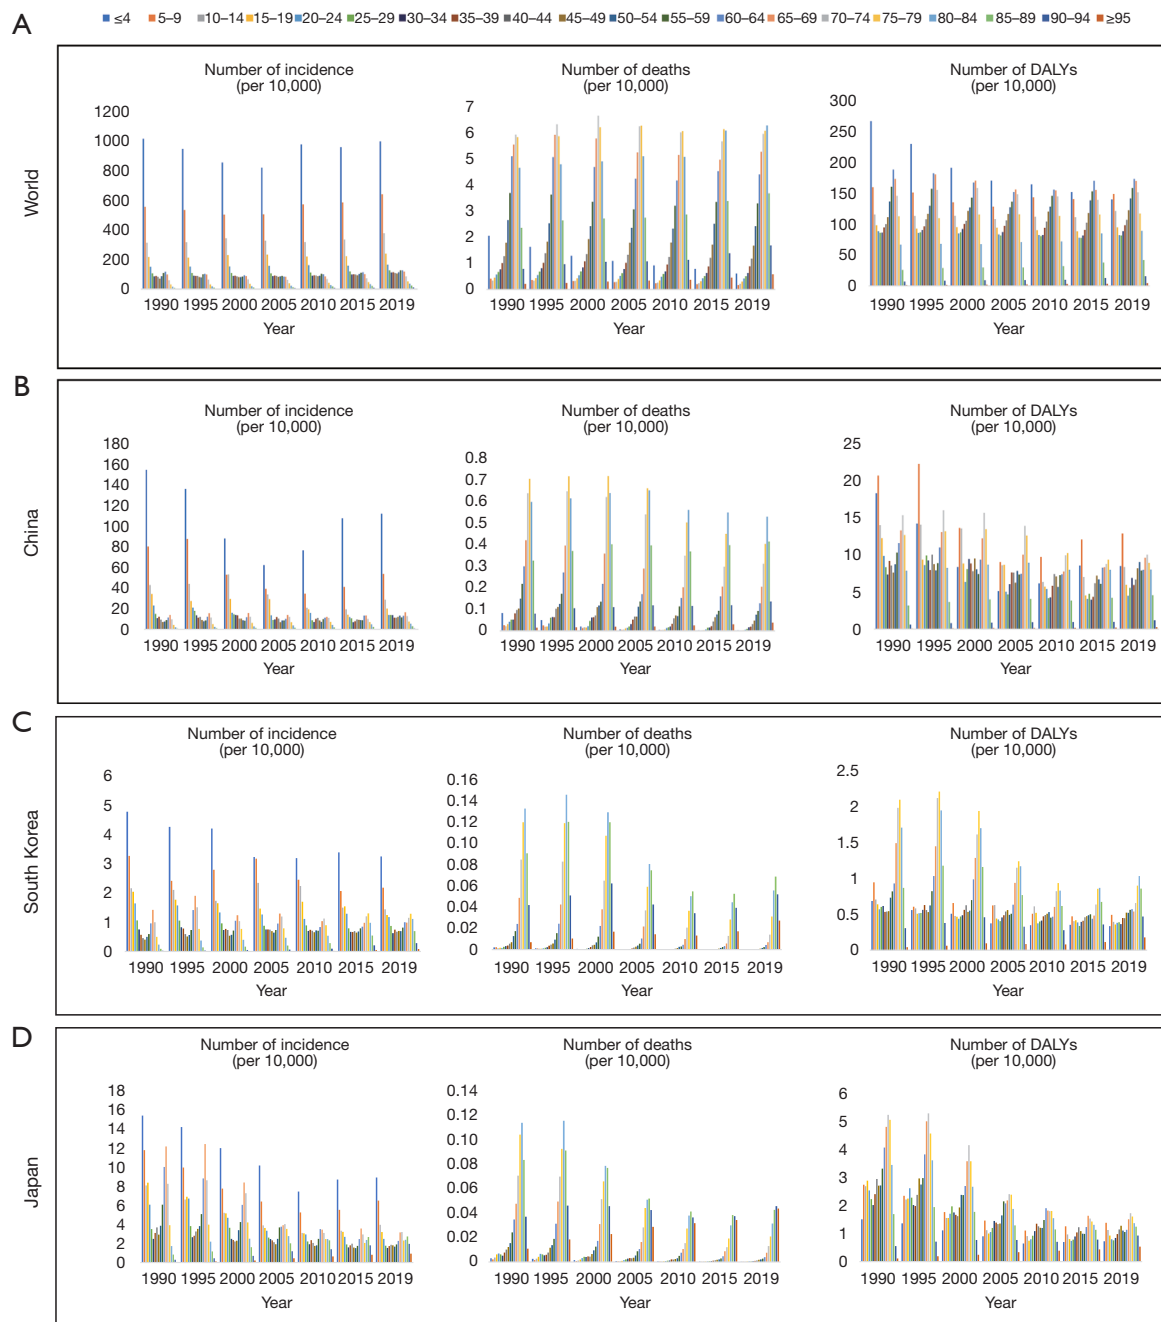 A
≤4 5–9 10–14 15–19 20–24 25–29 30–34 35–39 40–44 45–49 50–54 55–59 60–64 65–69 70–74 75–79 80–84 85–89 90–94 ≥95
World
Number of incidence
(per 10,000)
1200
1000
800
600
400
200
0
1990 1995 2000 2005 2010 2015 2019
Year
Number of deaths
(per 10,000)
7
6
5
4
3
2
1
0
1990 1995 2000 2005 2010 2015 2019
Year
Number of DALYs
(per 10,000)
300
250
200
150
100
50
0
1990 1995 2000 2005 2010 2015 2019
Year
B
China
Number of incidence
(per 10,000)
180
160
140
120
100
80
60
40
20
0
1990 1995 2000 2005 2010 2015 2019
Year
Number of deaths
(per 10,000)
0.8
0.7
0.6
0.5
0.4
0.3
0.2
0.1
0
1990 1995 2000 2005 2010 2015 2019
Year
Number of DALYs
(per 10,000)
25
20
15
10
5
0
1990 1995 2000 2005 2010 2015 2019
Year
C
South Korea
Number of incidence
(per 10,000)
6
5
4
3
2
1
0
1990 1995 2000 2005 2010 2015 2019
Year
Number of deaths
(per 10,000)
0.16
0.14
0.12
0.10
0.08
0.06
0.04
0.02
0
1990 1995 2000 2005 2010 2015 2019
Year
Number of DALYs
(per 10,000)
2.5
2
1.5
1
0.5
0
1990 1995 2000 2005 2010 2015 2019
Year
D
Japan
Number of incidence
(per 10,000)
18
16
14
12
10
8
6
4
2
0
1990 1995 2000 2005 2010 2015 2019
Year
Number of deaths
(per 10,000)
0.14
0.12
0.10
0.08
0.06
0.04
0.02
0
1990 1995 2000 2005 2010 2015 2019
Year
Number of DALYs
(per 10,000)
6
5
4
3
2
1
0
1990 1995 2000 2005 2010 2015 2019
Year